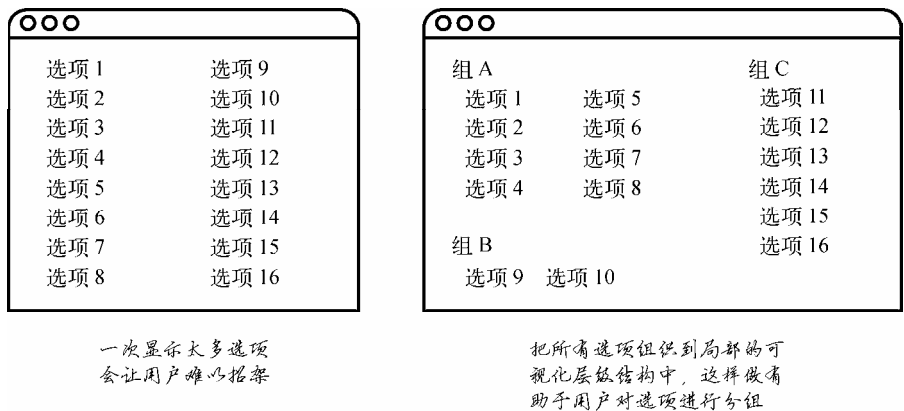 选项 1
选项 2
选项 3
选项 4
选项 5
选项 6
选项 7
选项 8
选项 9
选项 10
选项 11
选项 12
选项 13
选项 14
选项 15
选项 16
一次显示太多选项
会让用户难以招架
组 A
选项 1
选项 2
选项 3
选项 4
选项 5
选项 6
选项 7
选项 8
组 B
选项 9 选项 10
组 C
选项 11
选项 12
选项 13
选项 14
选项 15
选项 16
把所有选项组织到局部的可
视化层级结构中，这样做有
助于用户对选项进行分组